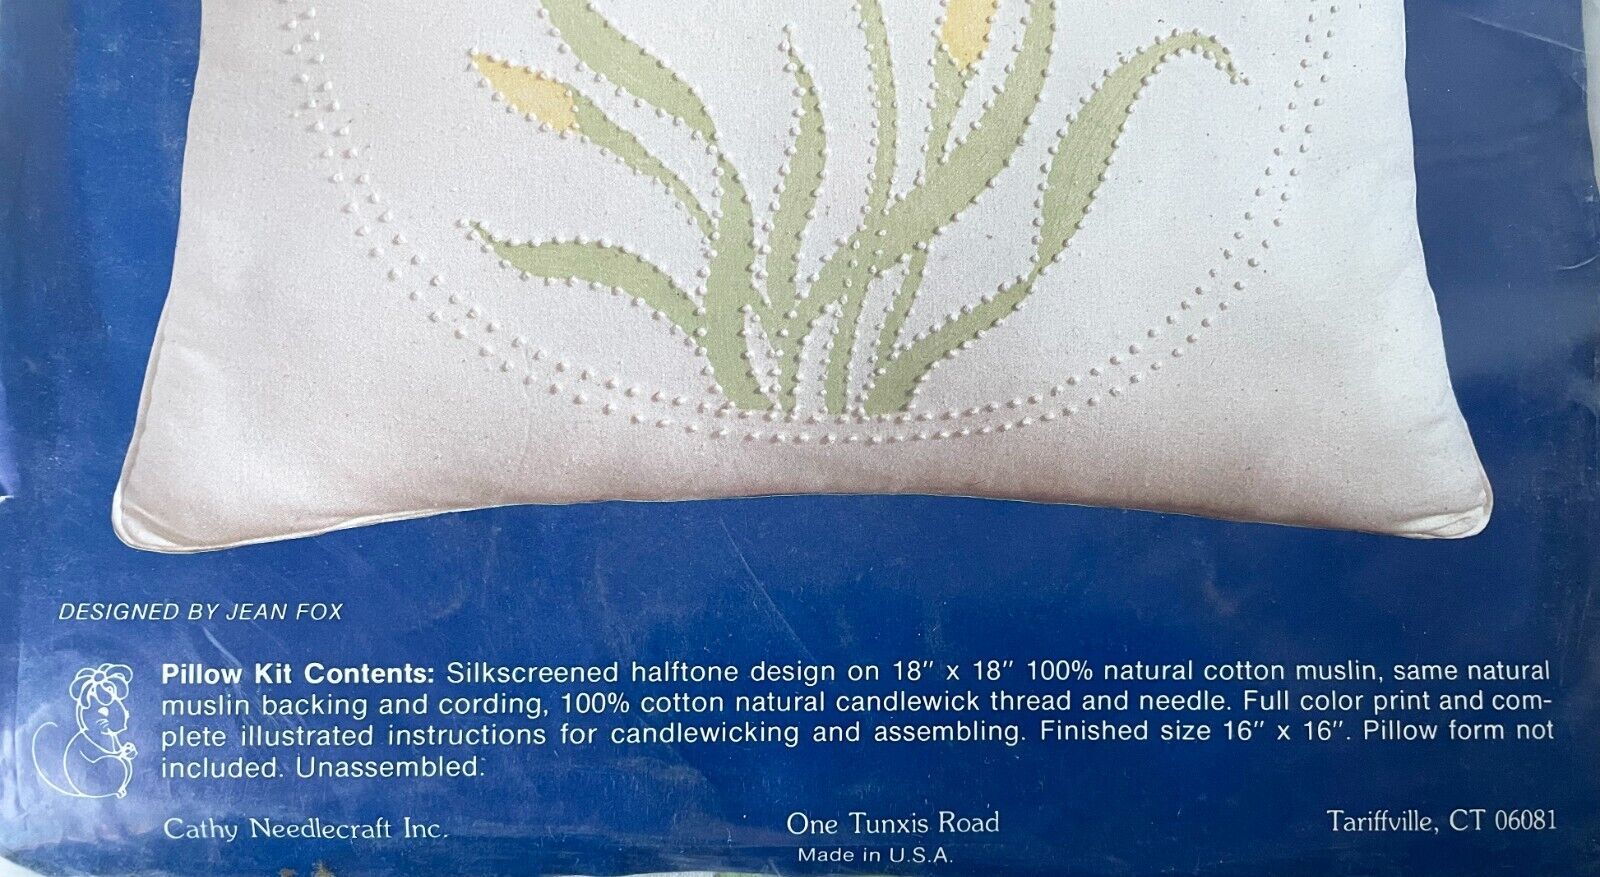 DESIGNED BY JEAN FOX
Pillow Kit Contents: Silkscreened halftone design on 18" x 18" 100% natural cotton muslin, same natural
muslin backing and cording, 100% cotton natural candlewick thread and needle. Full color print and com-
plete illustrated instructions for candlewicking and assembling. Finished size 16" x 16". Pillow form not
included. Unassembled.
Cathy Needlecraft Inc. One Tunxis Road Tariffville, CT 06081
Made in U.S.A.